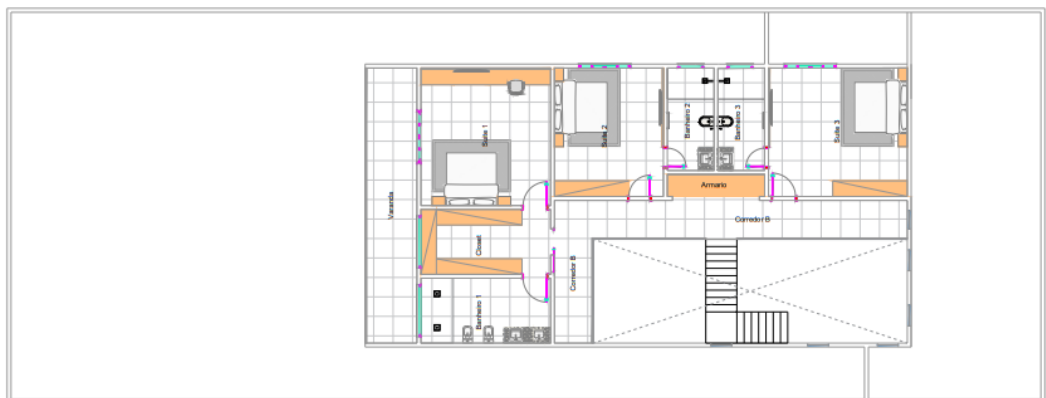 Suite 1
Suite 2
Banheiro 2
Banheiro 3
Suite 3
Armario
Varanda
Corredor B
Closet
Corredor B
Banheiro 1